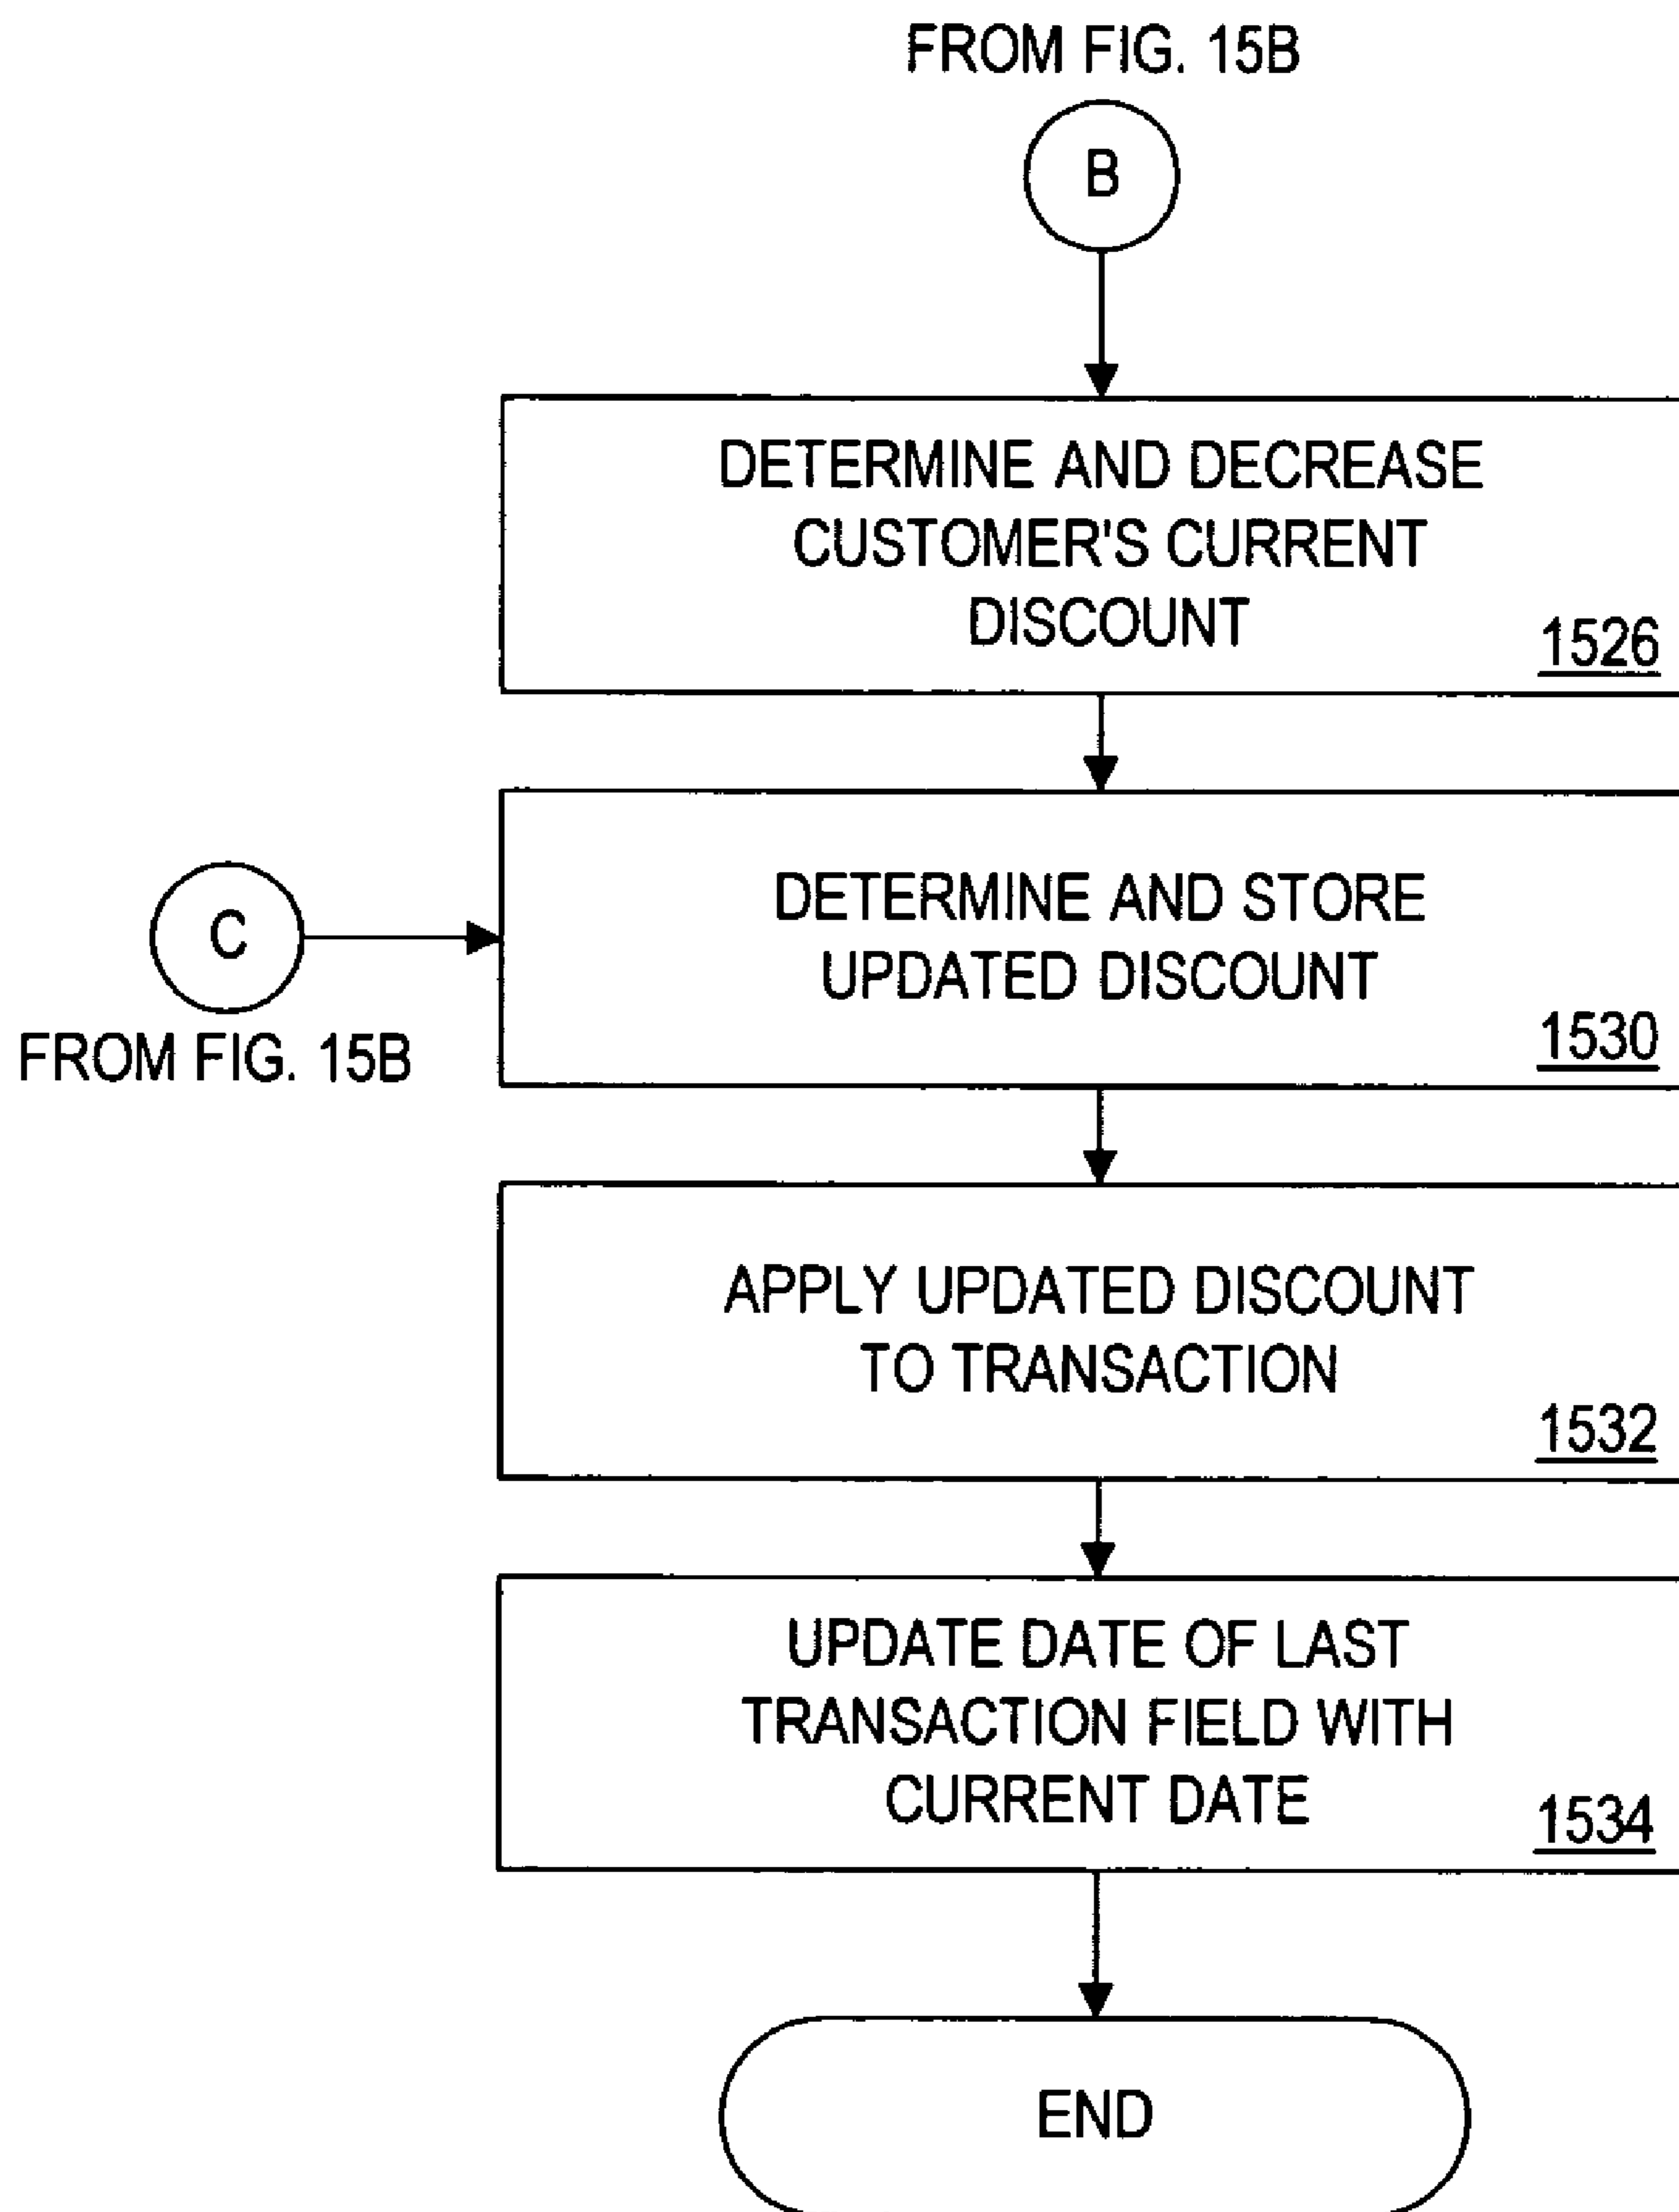 FROM FIG. 15B
B
DETERMINE AND DECREASE
CUSTOMER'S CURRENT
DISCOUNT
1526
C
FROM FIG. 15B
DETERMINE AND STORE
UPDATED DISCOUNT
1530
APPLY UPDATED DISCOUNT
TO TRANSACTION
1532
UPDATE DATE OF LAST
TRANSACTION FIELD WITH
CURRENT DATE
1534
END